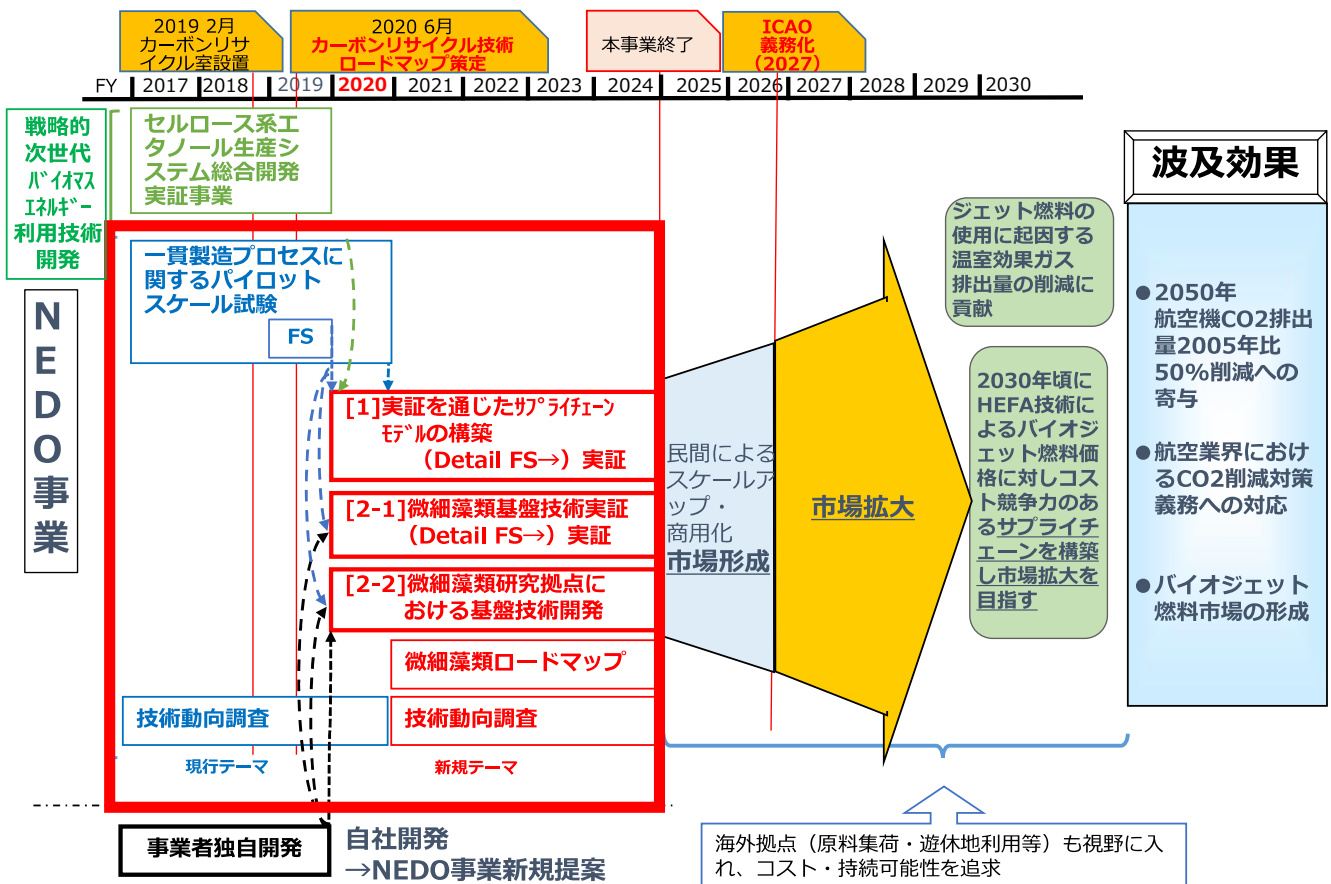 2019 2月
カーボンリサ
イクル室設置
2020 6月
カーボンリサイクル技術
ロードマップ策定
本事業終了
ICAO
義務化
（2027）
FY 2017 2018 2019 2020 2021 2022 2023 2024 2025 2026 2027 2028 2029 2030
戦略的
次世代
ﾊﾞｲｵﾏｽ
ｴﾈﾙｷﾞｰ
利用技術
開発
セルロース系エ
タノール生産シ
ステム総合開発
実証事業
NEDO事業
一貫製造プロセスに
関するパイロット
スケール試験
FS
[1]実証を通じたｻﾌﾟﾗｲﾁｪｰﾝ
ﾓﾃﾞﾙの構築
（Detail FS→）実証
[2-1]微細藻類基盤技術実証
（Detail FS→）実証
[2-2]微細藻類研究拠点に
おける基盤技術開発
微細藻類ロードマップ
技術動向調査
技術動向調査
現行テーマ
新規テーマ
事業者独自開発
自社開発
→NEDO事業新規提案
民間による
スケールア
ップ・
商用化
市場形成
市場拡大
ジェット燃料の
使用に起因する
温室効果ガス
排出量の削減に
貢献
2030年頃に
HEFA技術に
よるバイオジ
ェット燃料価
格に対しコス
ト競争力のあ
るサプライチ
ェーンを構築
し市場拡大を
目指す
海外拠点（原料集荷・遊休地利用等）も視野に入
れ、コスト・持続可能性を追求
波及効果
●2050年
航空機CO2排出
量2005年比
50%削減への
寄与
●航空業界におけ
るCO2削減対策
義務への対応
●バイオジェット
燃料市場の形成